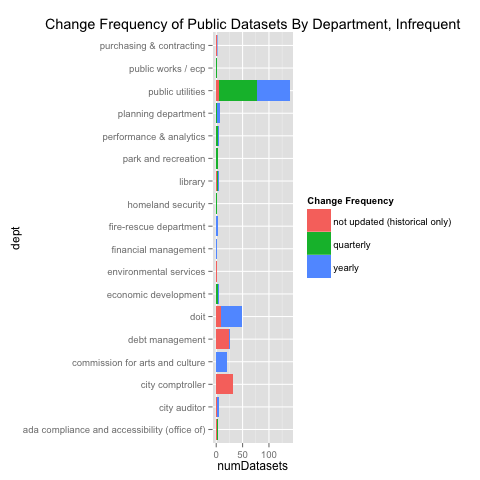 Change Frequency of Public Datasets By Department, Infrequent
purchasing & contracting
public works / ecp
public utilities
planning department
performance & analytics
park and recreation
library
homeland security
fire-rescue department
financial management
environmental services
economic development
doit
debt management
commission for arts and culture
city comptroller
city auditor
ada compliance and accessibility (office of)
dept
0 50 100
numDatasets
Change Frequency
not updated (historical only)
quarterly
yearly